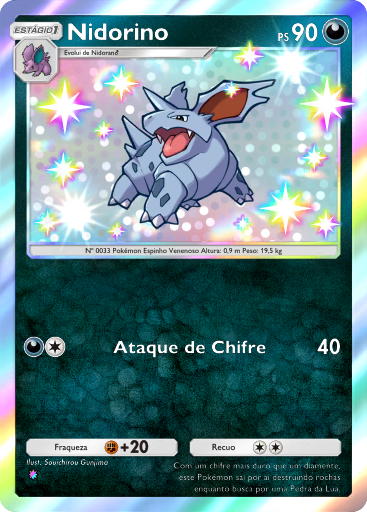 ESTÁGIO 1
Nidorino
PS 90
Evolui de Nidoran♂
Nº 0033 Pokémon Espinho Venenoso Altura: 0,9 m Peso: 19,5 kg
Ataque de Chifre 40
Fraqueza +20
Recuo
Ilust. Souichirou Gunjima
Com um chifre mais duro que um diamante,
este Pokémon sai por aí destruindo rochas
enquanto busca por uma Pedra da Lua.